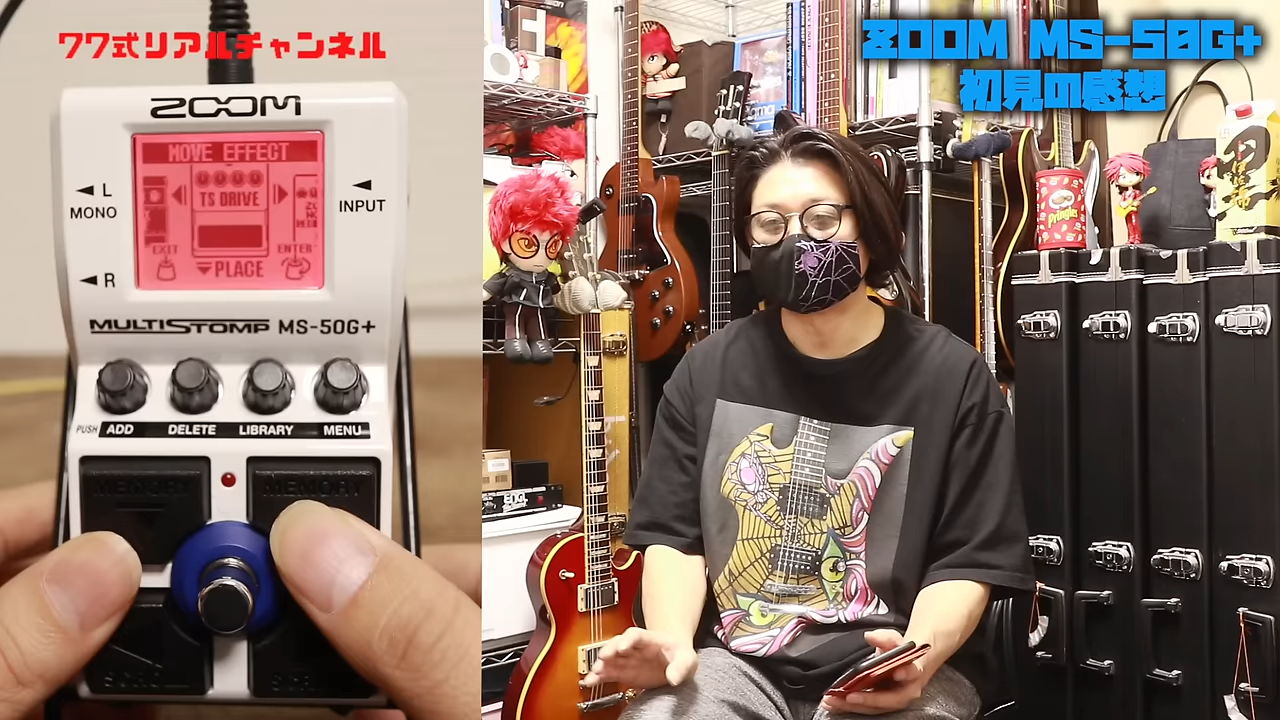 77式リアルチャンネル
ZOOM
MOVE EFFECT
TS DRIVE
EXIT
ENTER
PLACE
L
MONO
INPUT
R
MULTISTOMP MS-50G+
PUSH ADD DELETE LIBRARY MENU
MEMORY
MEMORY
SCROLL
ZOOM MS-50G+
初見の感想
Pringles
ENGL